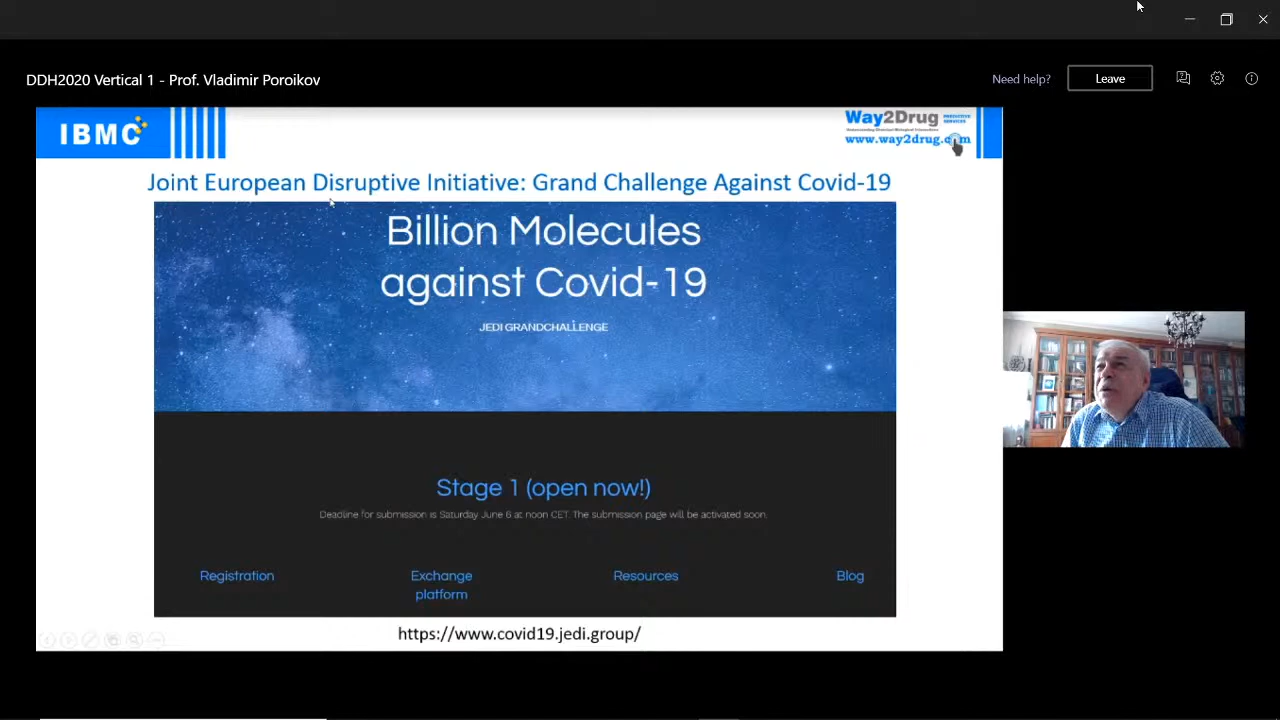 DDH2020 Vertical 1 - Prof. Vladimir Poroikov
Need help?
Leave
IBMC
Way2Drug PREDICTIVE SERVICES
www.way2drug.com
Joint European Disruptive Initiative: Grand Challenge Against Covid-19
Billion Molecules
against Covid-19
JEDI GRANDCHALLENGE
Stage 1 (open now!)
Deadline for submission is Saturday June 6 at noon CET. The submission page will be activated soon.
Registration
Exchange
platform
Resources
Blog
https://www.covid19.jedi.group/